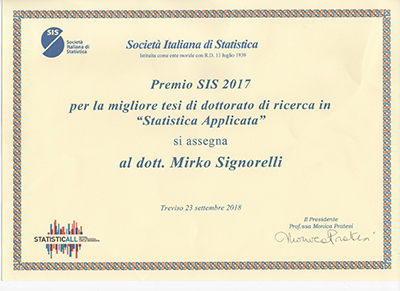 SIS
Società
Italiana di
Statistica
Società Italiana di Statistica
Istituita come ente morale con R.D. 13 luglio 1939
Premio SIS 2017
per la migliore tesi di dottorato di ricerca in
“Statistica Applicata”
si assegna
al dott. Mirko Signorelli
Treviso 23 settembre 2018
Il Presidente
Prof.ssa Monica Pratesi
Monica Pratesi
STATISTICALL